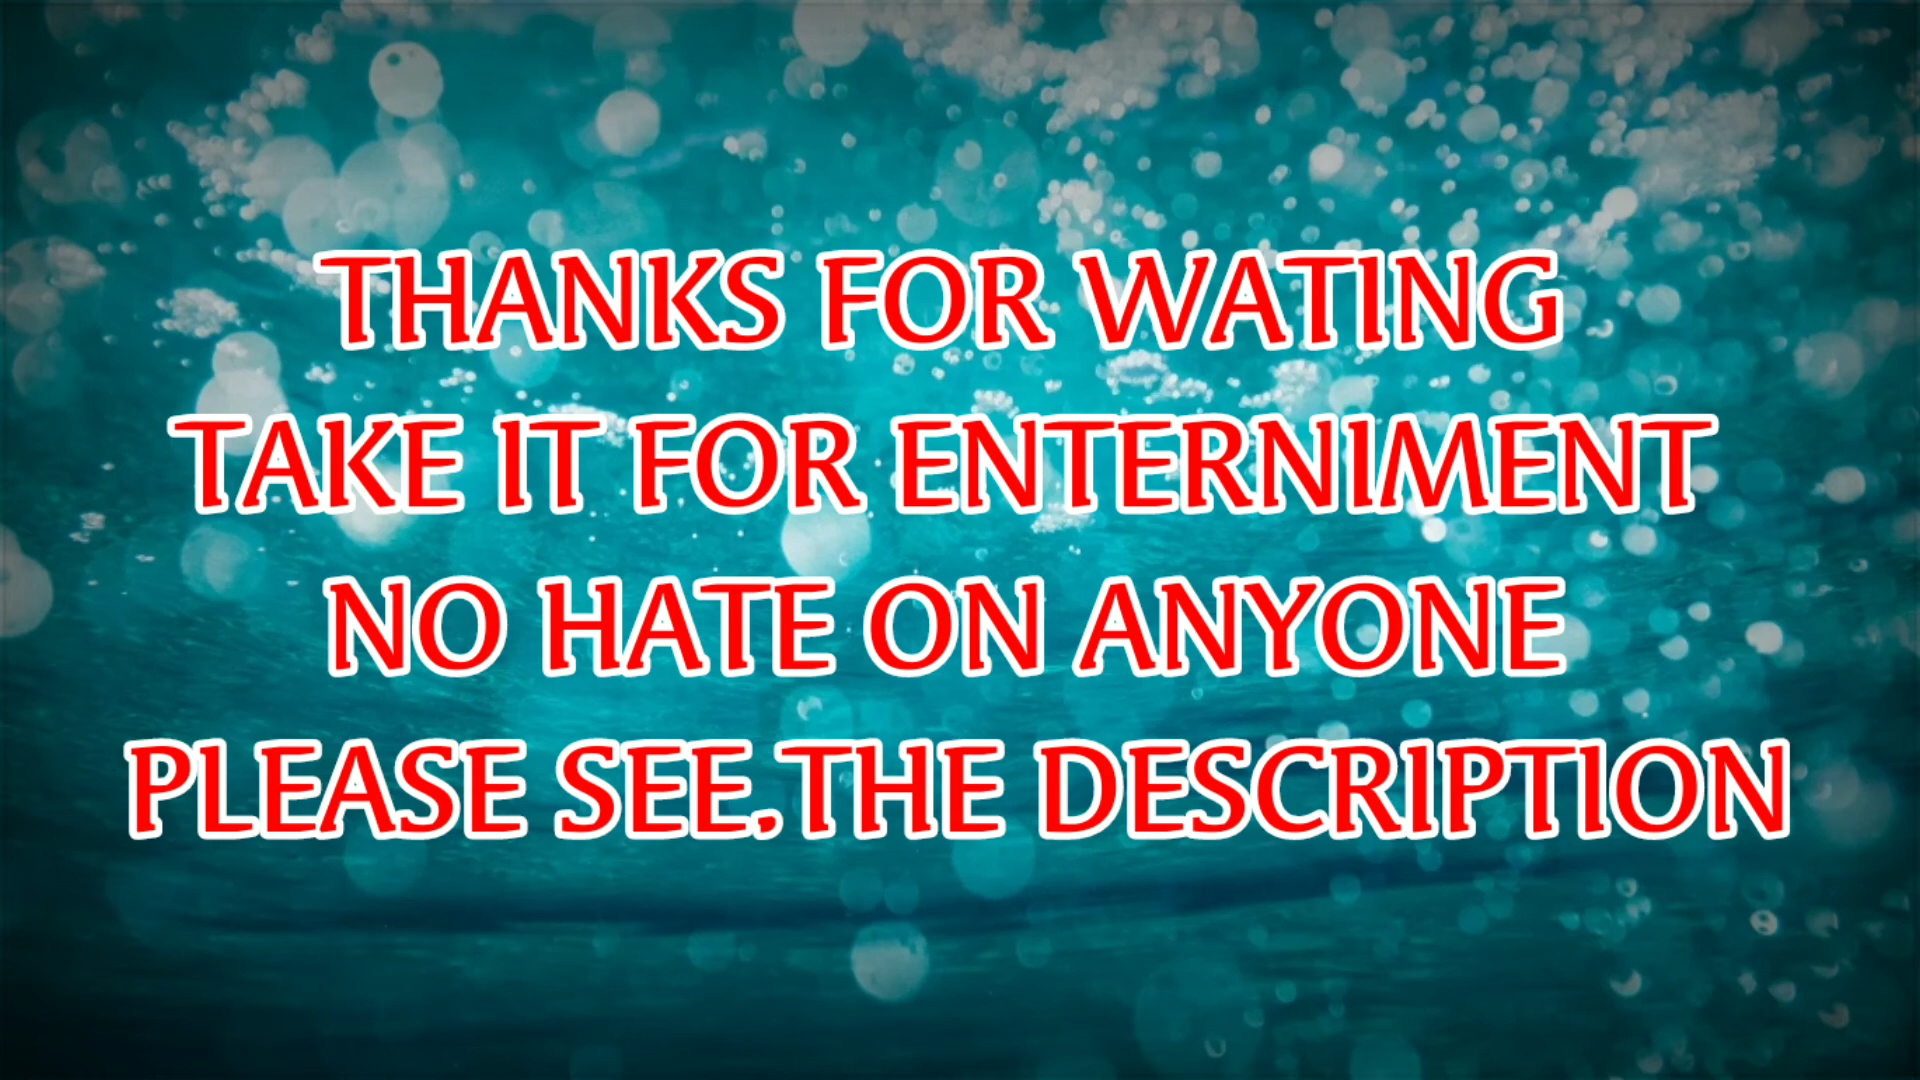 THANKS FOR WATING
TAKE IT FOR ENTERNIMENT
NO HATE ON ANYONE
PLEASE SEE.THE DESCRIPTION